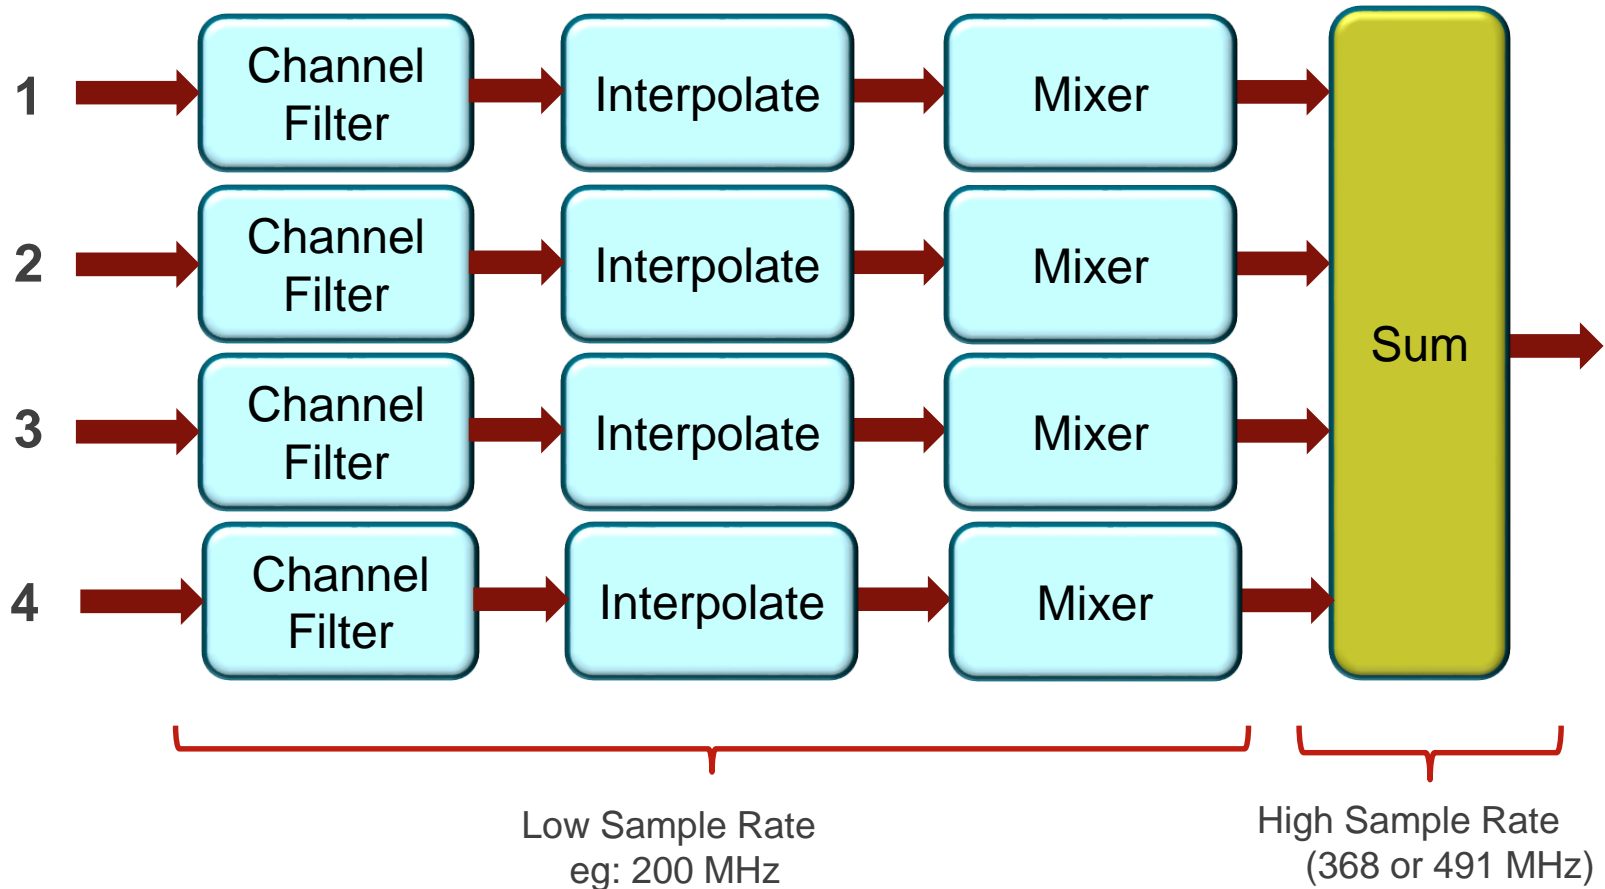 1
Channel
Filter
Interpolate
Mixer
2
Channel
Filter
Interpolate
Mixer
3
Channel
Filter
Interpolate
Mixer
4
Channel
Filter
Interpolate
Mixer
Sum
Low Sample Rate
eg: 200 MHz
High Sample Rate
(368 or 491 MHz)